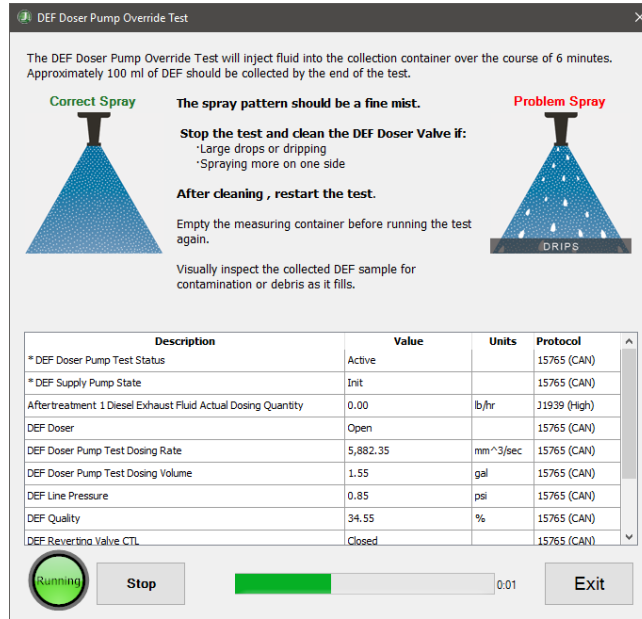 DEF Doser Pump Override Test
The DEF Doser Pump Override Test will inject fluid into the collection container over the course of 6 minutes.
Approximately 100 ml of DEF should be collected by the end of the test.
Correct Spray
The spray pattern should be a fine mist.
Problem Spray
Stop the test and clean the DEF Doser Valve if:
·Large drops or dripping
·Spraying more on one side
After cleaning , restart the test.
Empty the measuring container before running the test
again.
DRIPS
Visually inspect the collected DEF sample for
contamination or debris as it fills.
Description Value Units Protocol
* DEF Doser Pump Test Status Active 15765 (CAN)
* DEF Supply Pump State Init 15765 (CAN)
Aftertreatment 1 Diesel Exhaust Fluid Actual Dosing Quantity 0.00 lb/hr J1939 (High)
DEF Doser Open 15765 (CAN)
DEF Doser Pump Test Dosing Rate 5,882.35 mm^3/sec 15765 (CAN)
DEF Doser Pump Test Dosing Volume 1.55 gal 15765 (CAN)
DEF Line Pressure 0.85 psi 15765 (CAN)
DEF Quality 34.55 % 15765 (CAN)
DEF Reverting Valve CTL Closed 15765 (CAN)
Running Stop 0:01 Exit